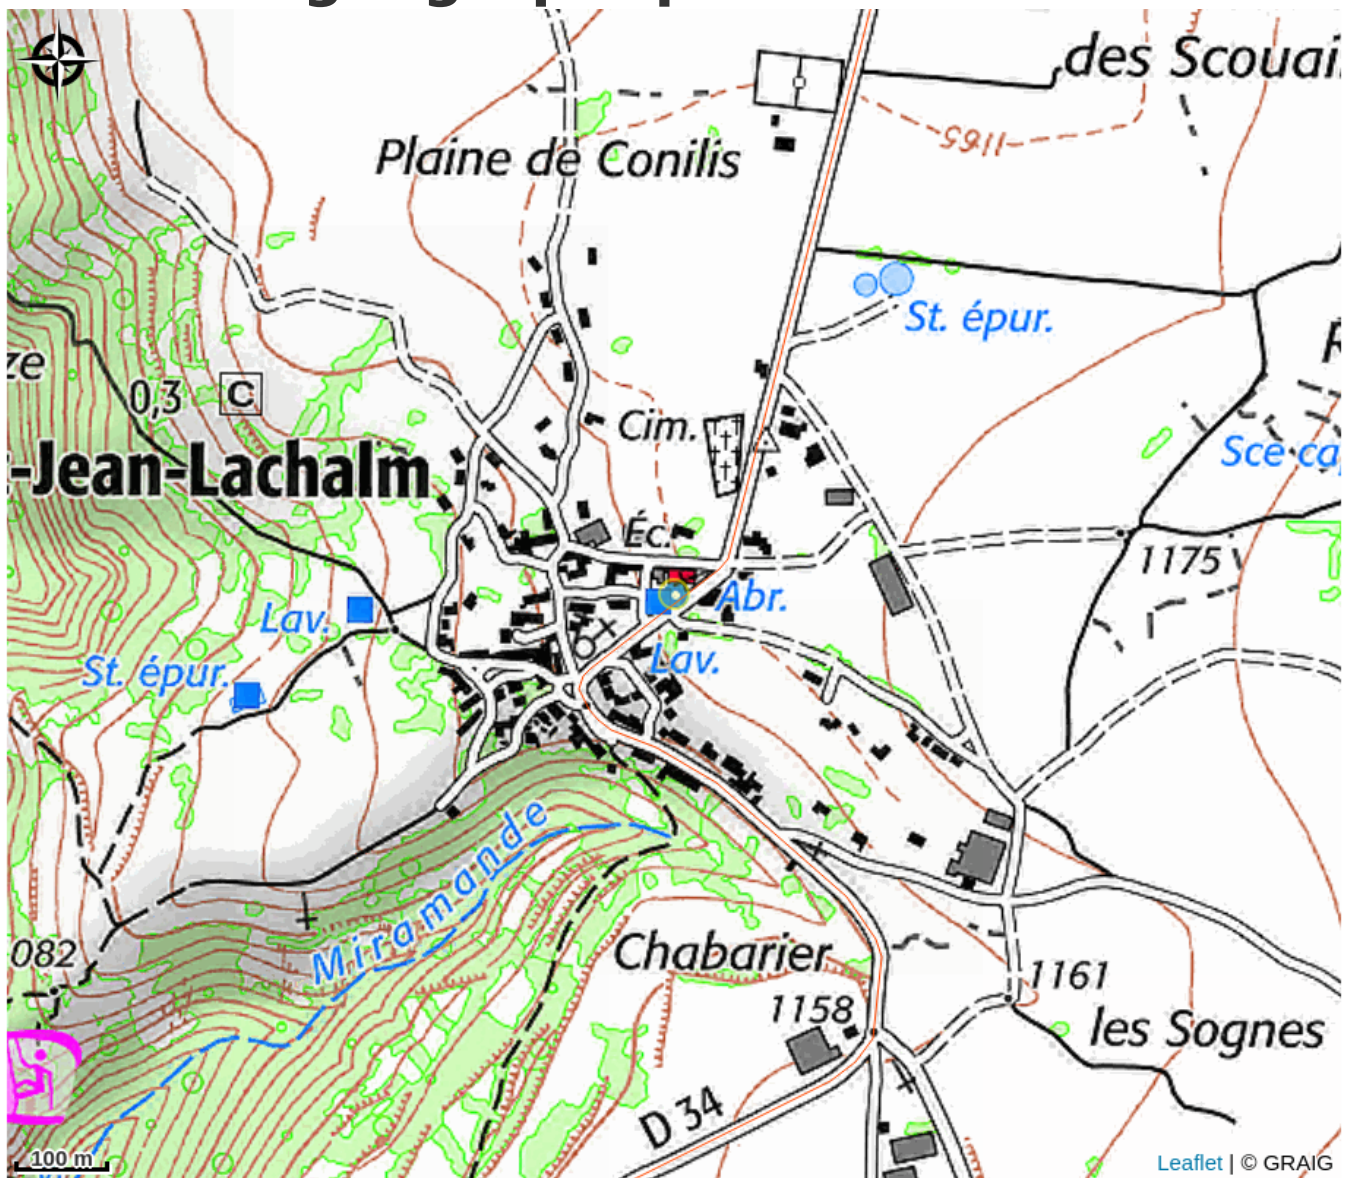 des Scouai
1165
Plaine de Conilis
St. épur.
ze
0,3
C
Cim.
-Jean-Lachalm
Sce ca
Éc.
1175
Abr.
Lav.
Lav.
St. épur.
Miramande
082
Chabarier
1161
1158
les Sognes
D 34
100 m
Leaflet | © GRAIG